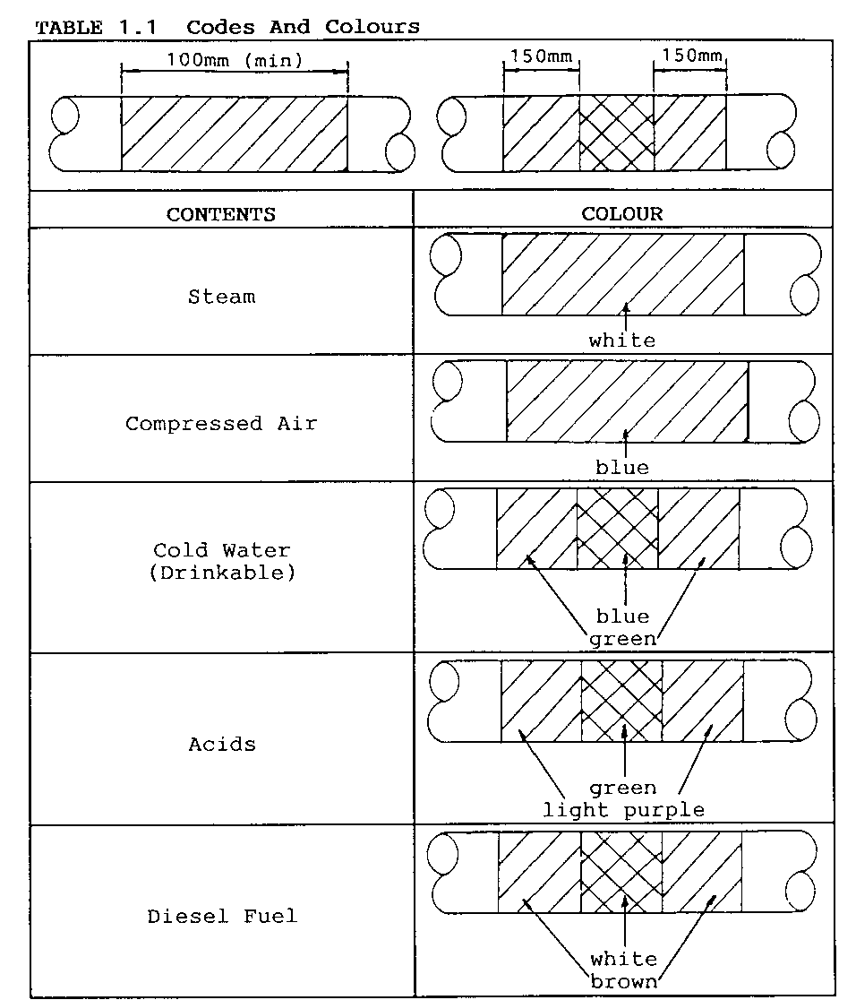 TABLE 1.1 Codes And Colours
100mm (min)
150mm
150mm
CONTENTS
COLOUR
Steam
white
Compressed Air
blue
Cold Water
(Drinkable)
blue
green
Acids
green
light purple
Diesel Fuel
white
brown